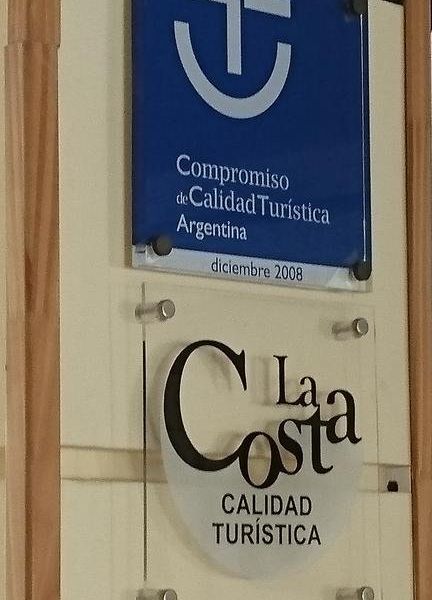 Compromiso
de Calidad Turística
Argentina
diciembre 2008
La
Costa
CALIDAD
TURÍSTICA